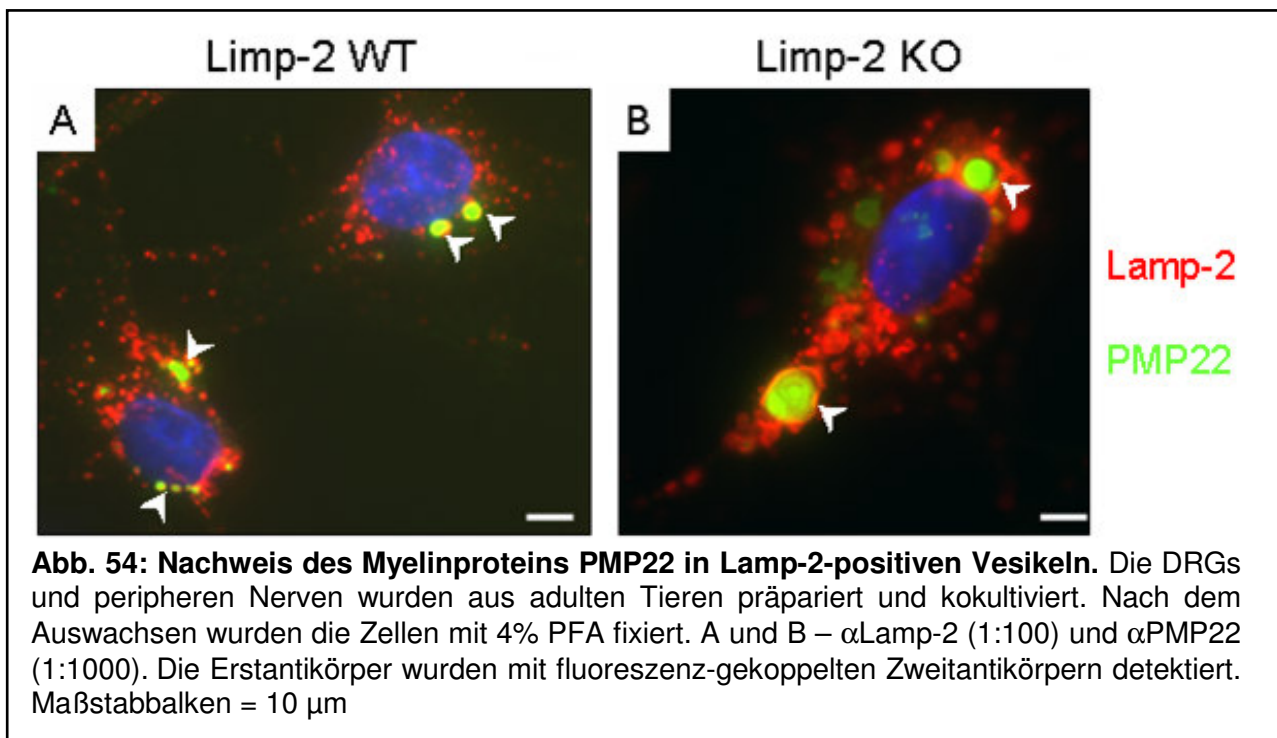 Limp-2 WT
Limp-2 KO
A
B
Lamp-2
PMP22
Abb. 54: Nachweis des Myelinproteins PMP22 in Lamp-2-positiven Vesikeln. Die DRGs
und peripheren Nerven wurden aus adulten Tieren präpariert und kokultiviert. Nach dem
Auswachsen wurden die Zellen mit 4% PFA fixiert. A und B – αLamp-2 (1:100) und αPMP22
(1:1000). Die Erstantikörper wurden mit fluoreszenz-gekoppelten Zweitantikörpern detektiert.
Maßstabbalken = 10 µm